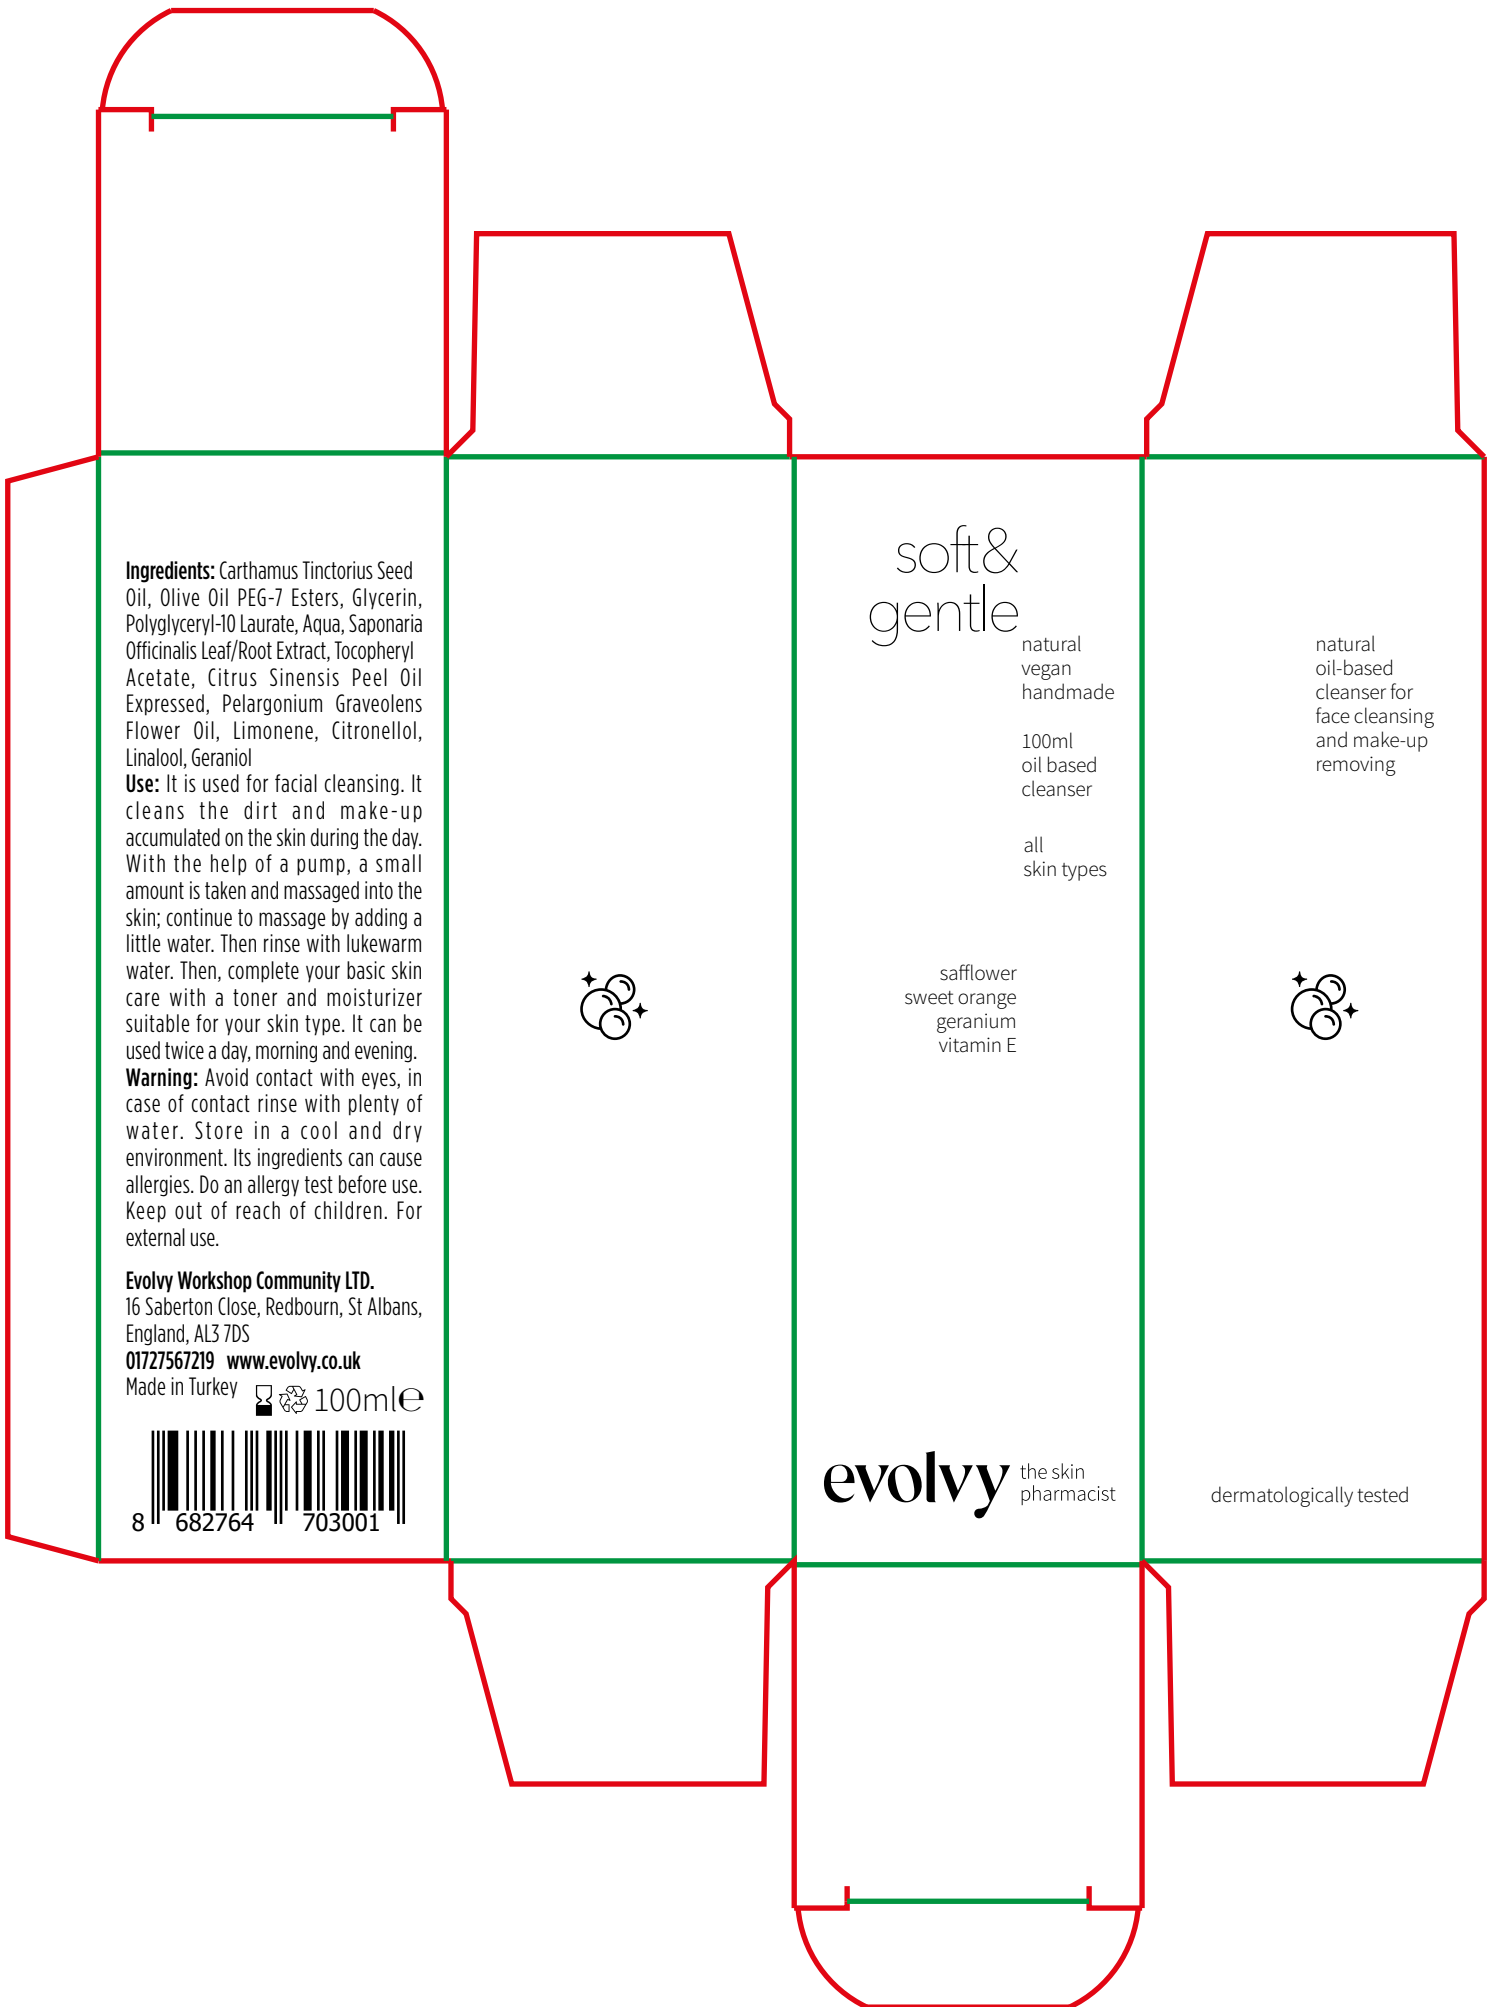 Ingredients: Carthamus Tinctorius Seed
Oil, Olive Oil PEG-7 Esters, Glycerin,
Polyglyceryl-10 Laurate, Aqua, Saponaria
Officinalis Leaf/Root Extract, Tocopheryl
Acetate, Citrus Sinensis Peel Oil
Expressed, Pelargonium Graveolens
Flower Oil, Limonene, Citronellol,
Linalool, Geraniol
Use: It is used for facial cleansing. It
cleans the dirt and make-up
accumulated on the skin during the day.
With the help of a pump, a small
amount is taken and massaged into the
skin; continue to massage by adding a
little water. Then rinse with lukewarm
water. Then, complete your basic skin
care with a toner and moisturizer
suitable for your skin type. It can be
used twice a day, morning and evening.
Warning: Avoid contact with eyes, in
case of contact rinse with plenty of
water. Store in a cool and dry
environment. Its ingredients can cause
allergies. Do an allergy test before use.
Keep out of reach of children. For
external use.
Evolvy Workshop Community LTD.
16 Saberton Close, Redbourn, St Albans,
England, AL3 7DS
01727567219 www.evolvy.co.uk
Made in Turkey
100ml℮
8 682764 703001
soft&
gentle
natural
vegan
handmade
100ml
oil based
cleanser
all
skin types
safflower
sweet orange
geranium
vitamin E
evolvy
the skin
pharmacist
natural
oil-based
cleanser for
face cleansing
and make-up
removing
dermatologically tested